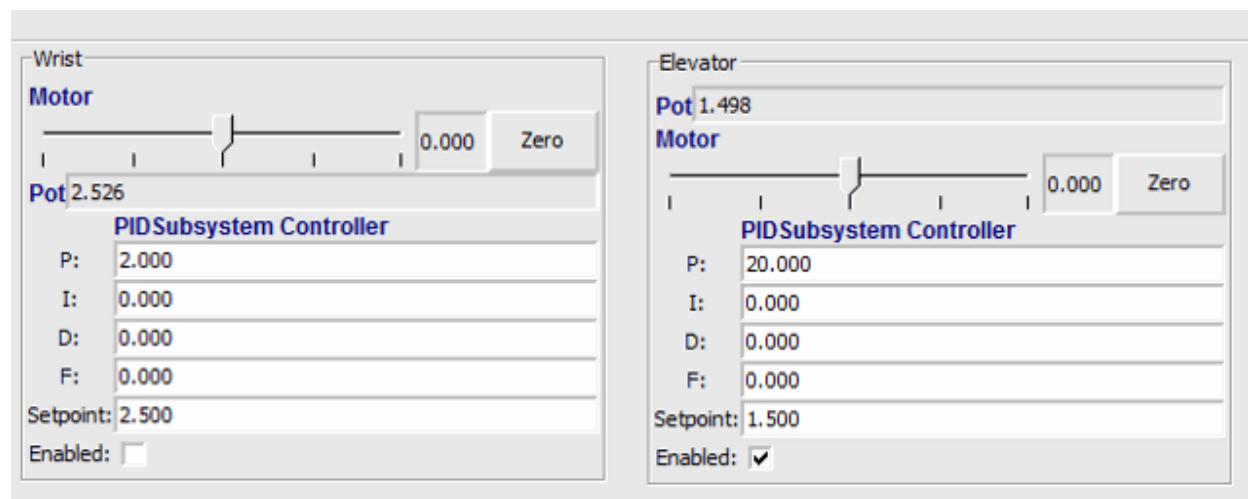 Wrist
Motor
0.000 Zero
Pot 2.526
PIDSubsystem Controller
P: 2.000
I: 0.000
D: 0.000
F: 0.000
Setpoint: 2.500
Enabled:
Elevator
Pot 1.498
Motor
0.000 Zero
PIDSubsystem Controller
P: 20.000
I: 0.000
D: 0.000
F: 0.000
Setpoint: 1.500
Enabled: